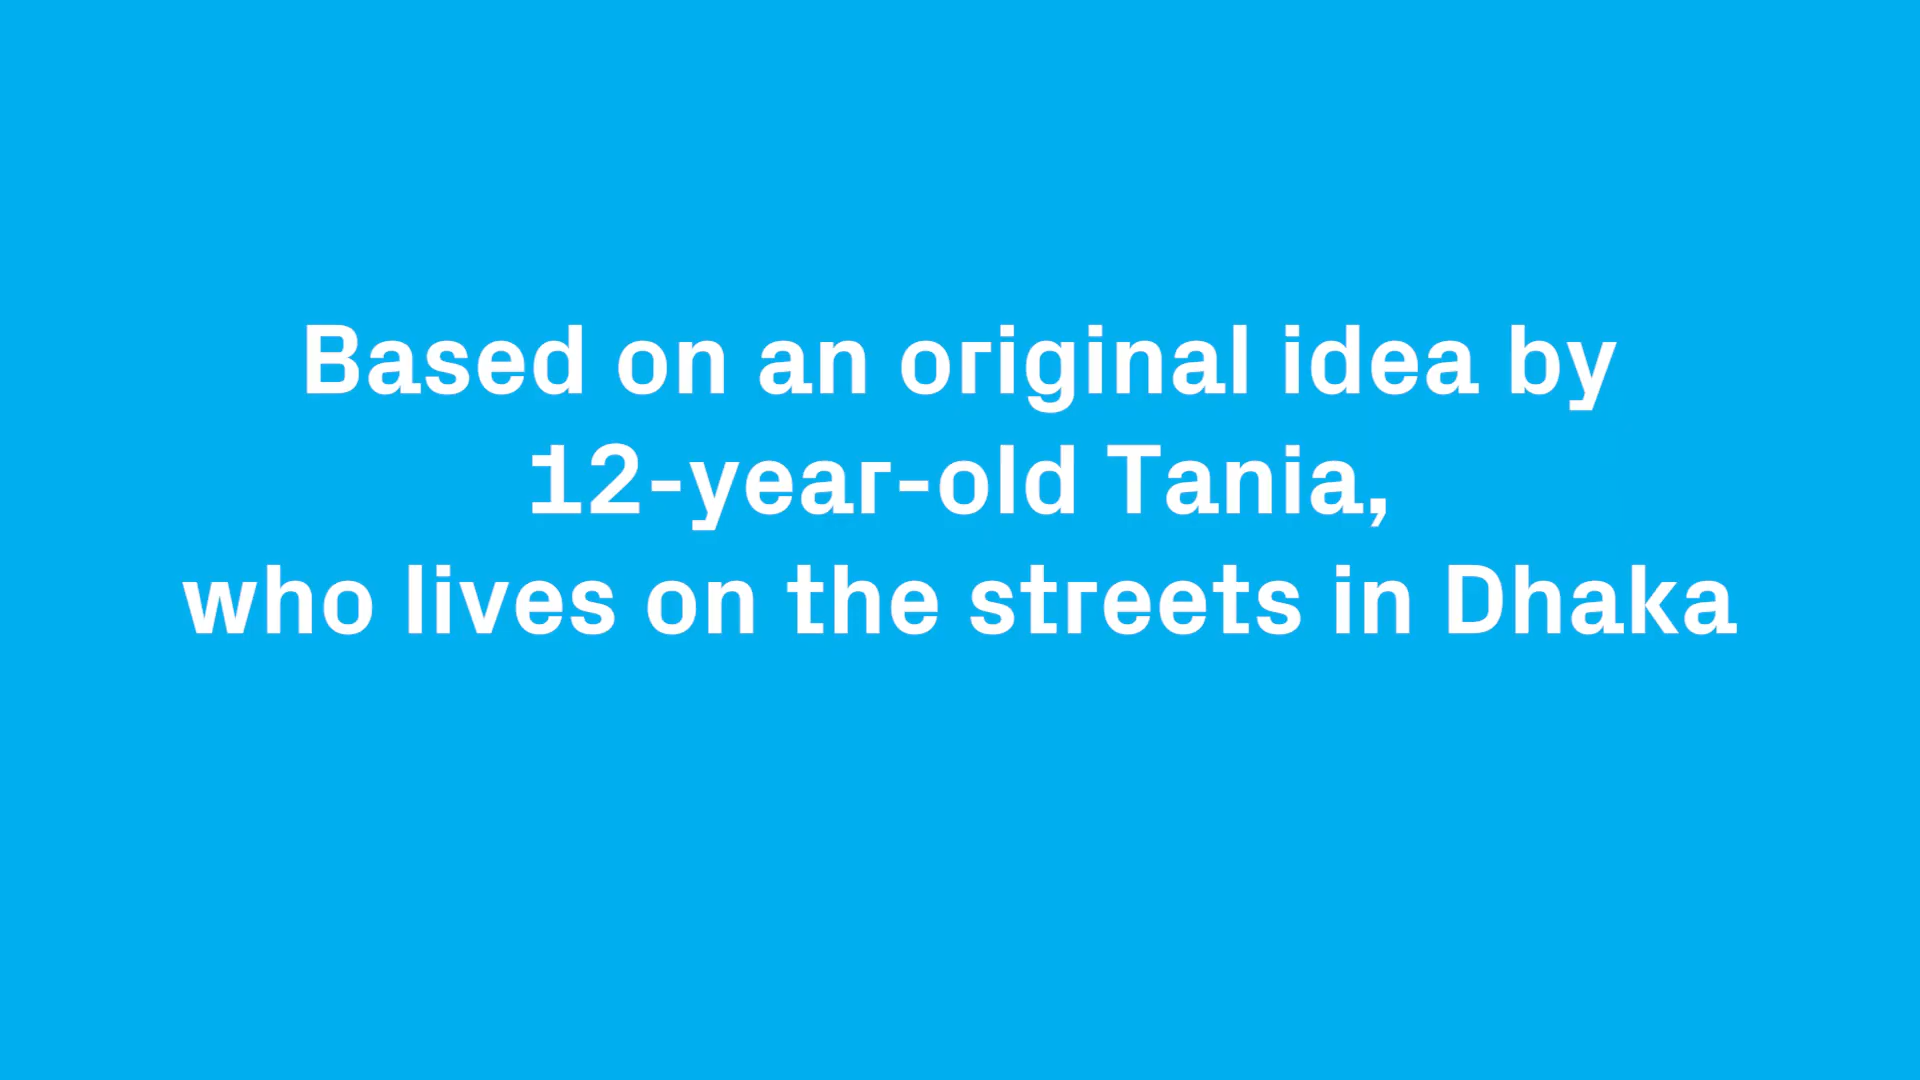 Based on an original idea by
12-year-old Tania,
who lives on the streets in Dhaka